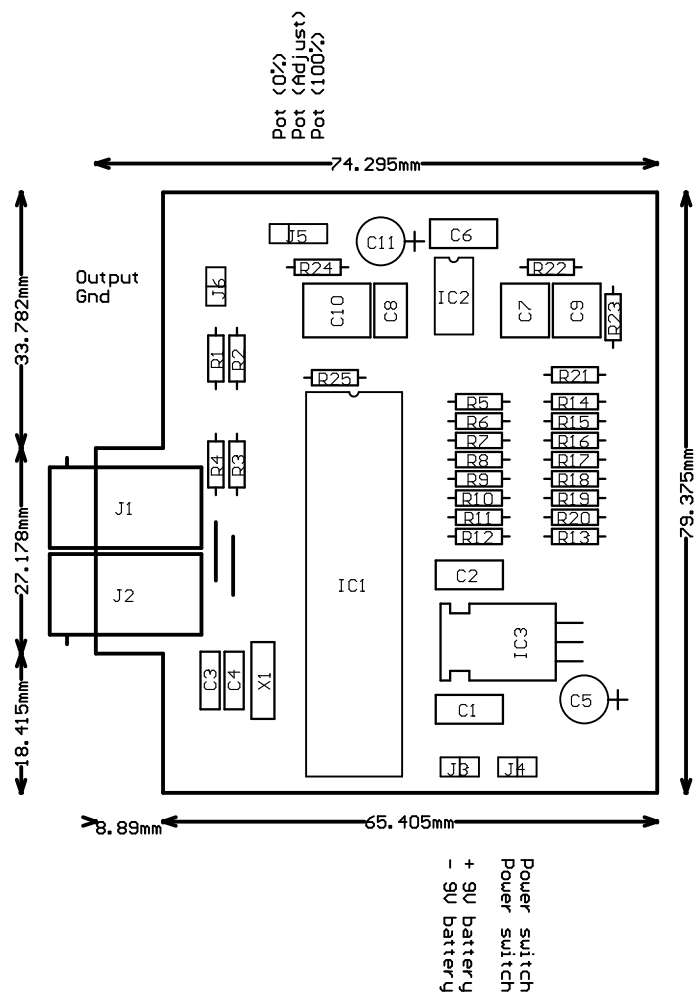 Pot (0%)
Pot (Adjust)
Pot (100%)
74.295mm
J5
C11
C6
R24
R22
Output
Gnd
J6
C10
C8
IC2
C7
C9
R23
33.782mm
R1
R2
R25
R21
R5
R14
R6
R15
R7
R16
R4
R3
R8
R17
R9
R18
R10
R19
R11
R20
R12
R13
79.375mm
J1
27.178mm
J2
IC1
C2
IC3
C3
C4
X1
C5
C1
18.415mm
J3
J4
8.89mm
65.405mm
- 9V battery
+ 9V battery
Power switch
Power switch